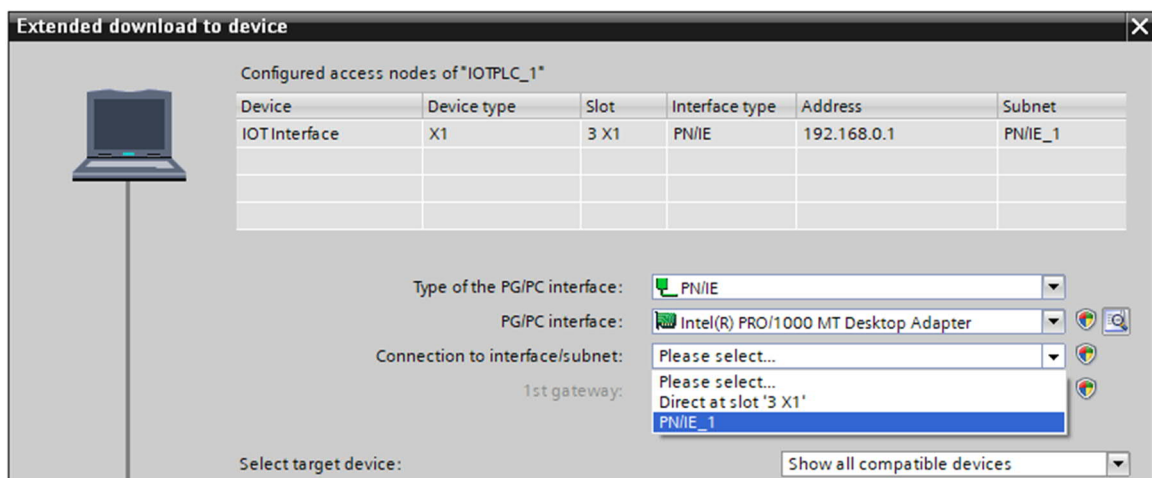 Extended download to device
Configured access nodes of "IOTPLC_1"
Device Device type Slot Interface type Address Subnet
IOT Interface X1 3 X1 PN/IE 192.168.0.1 PN/IE_1
Type of the PG/PC interface: PN/IE
PG/PC interface: Intel(R) PRO/1000 MT Desktop Adapter
Connection to interface/subnet: Please select...
Please select...
1st gateway: Direct at slot '3 X1'
PN/IE_1
Select target device: Show all compatible devices